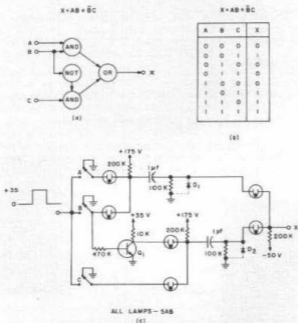 X=AB+B̄C
A
B
C
AND
NOT
AND
OR
X
(a)
X=AB+B̄C
A B C X
0 0 0 0
0 0 1 1
0 1 0 0
0 1 1 0
1 0 0 0
1 0 1 1
1 1 0 1
1 1 1 1
(b)
+35
A
B
C
+175 V
200 K
1 µf
100 K
D1
+35 V
10 K
470 K
Q1
+175 V
200 K
1 µf
100 K
D2
X
200 K
-50 V
ALL LAMPS - 5AB
(c)